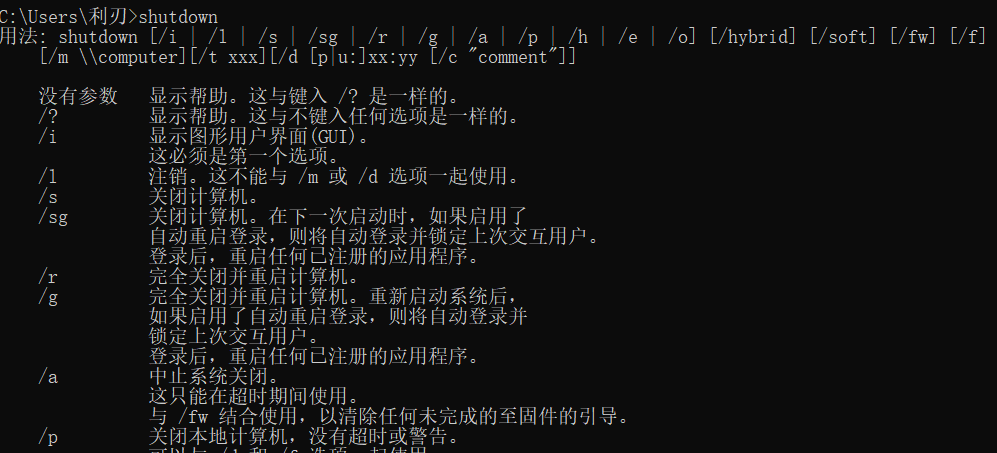 C:\Users\利刃>shutdown
用法: shutdown [/i | /l | /s | /sg | /r | /g | /a | /p | /h | /e | /o] [/hybrid] [/soft] [/fw] [/f]
[/m \\computer][/t xxx][/d [p|u:]xx:yy [/c "comment"]]
没有参数 显示帮助。这与键入 /? 是一样的。
/? 显示帮助。这与不键入任何选项是一样的。
/i 显示图形用户界面(GUI)。
这必须是第一个选项。
/l 注销。这不能与 /m 或 /d 选项一起使用。
/s 关闭计算机。
/sg 关闭计算机。在下一次启动时，如果启用了
自动重启登录，则将自动登录并锁定上次交互用户。
登录后，重启任何已注册的应用程序。
/r 完全关闭并重启计算机。
/g 完全关闭并重启计算机。重新启动系统后，
如果启用了自动重启登录，则将自动登录并
锁定上次交互用户。
登录后，重启任何已注册的应用程序。
/a 中止系统关闭。
这只能在超时期间使用。
与 /fw 结合使用，以清除任何未完成的至固件的引导。
/p 关闭本地计算机，没有超时或警告。